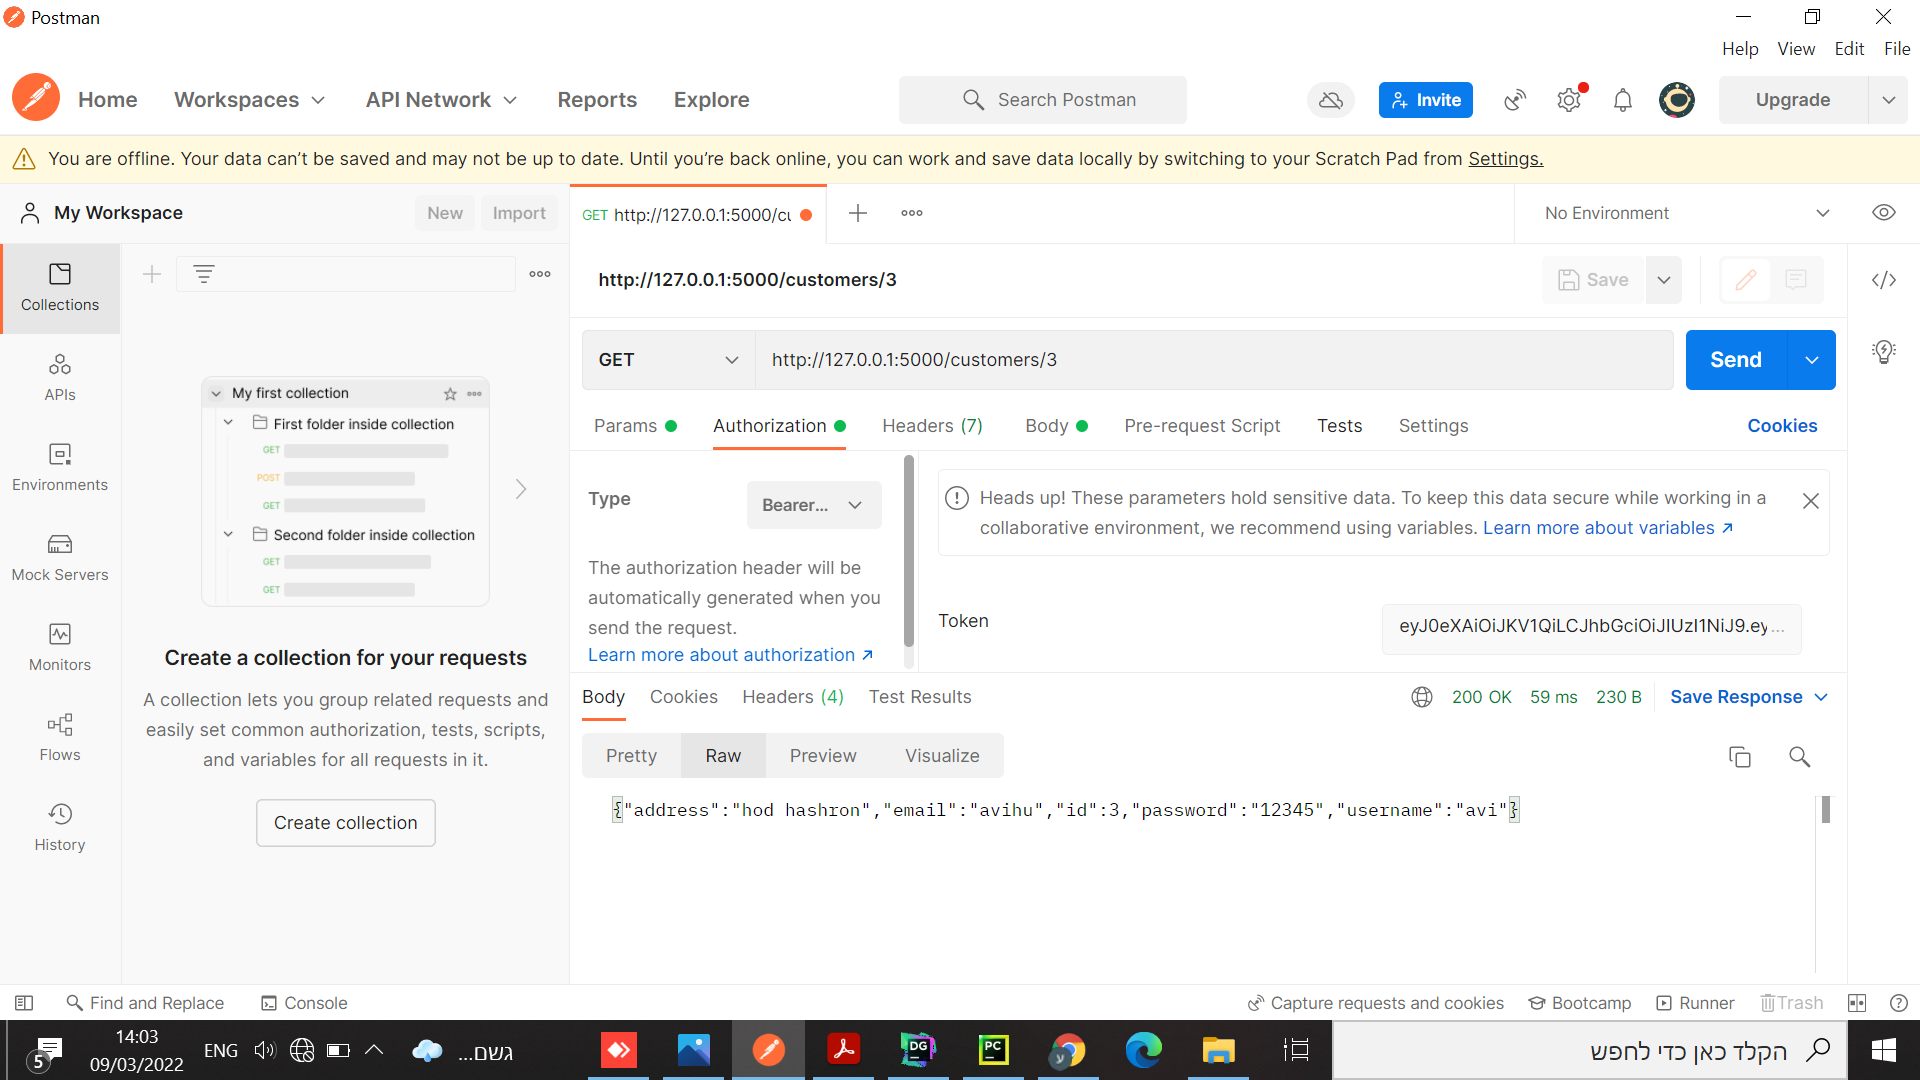 Postman
Help View Edit File
Home Workspaces API Network Reports Explore
Search Postman
Invite
Upgrade
You are offline. Your data can’t be saved and may not be up to date. Until you’re back online, you can work and save data locally by switching to your Scratch Pad from Settings.
My Workspace
New Import
GET http://127.0.0.1:5000/cu
No Environment
Collections
APIs
Environments
Mock Servers
Monitors
Flows
History
My first collection
First folder inside collection
GET
POST
GET
Second folder inside collection
GET
GET
Create a collection for your requests
A collection lets you group related requests and
easily set common authorization, tests, scripts,
and variables for all requests in it.
Create collection
http://127.0.0.1:5000/customers/3
Save
GET http://127.0.0.1:5000/customers/3
Send
Params Authorization Headers (7) Body Pre-request Script Tests Settings
Cookies
Type
Bearer...
The authorization header will be
automatically generated when you
send the request.
Learn more about authorization ↗
Heads up! These parameters hold sensitive data. To keep this data secure while working in a
collaborative environment, we recommend using variables. Learn more about variables ↗
Token
eyJ0eXAiOiJKV1QiLCJhbGciOiJIUzI1NiJ9.ey...
Body Cookies Headers (4) Test Results
200 OK 59 ms 230 B Save Response
Pretty Raw Preview Visualize
{"address":"hod hashron","email":"avihu","id":3,"password":"12345","username":"avi"}
Find and Replace Console
Capture requests and cookies Bootcamp Runner Trash
5
14:03
09/03/2022
ENG
גשם...
DG
PC
ע
הקלד כאן כדי לחפש